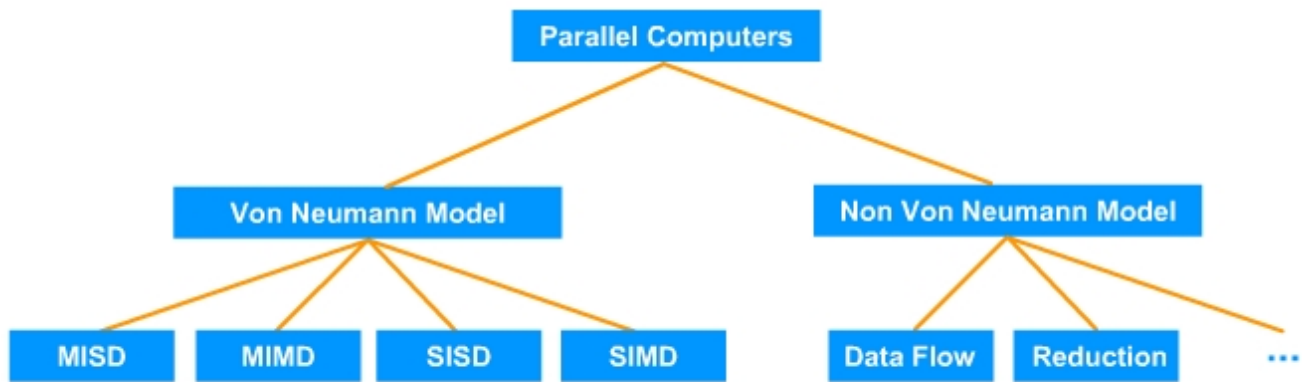 Parallel Computers
Von Neumann Model
Non Von Neumann Model
MISD
MIMD
SISD
SIMD
Data Flow
Reduction
...